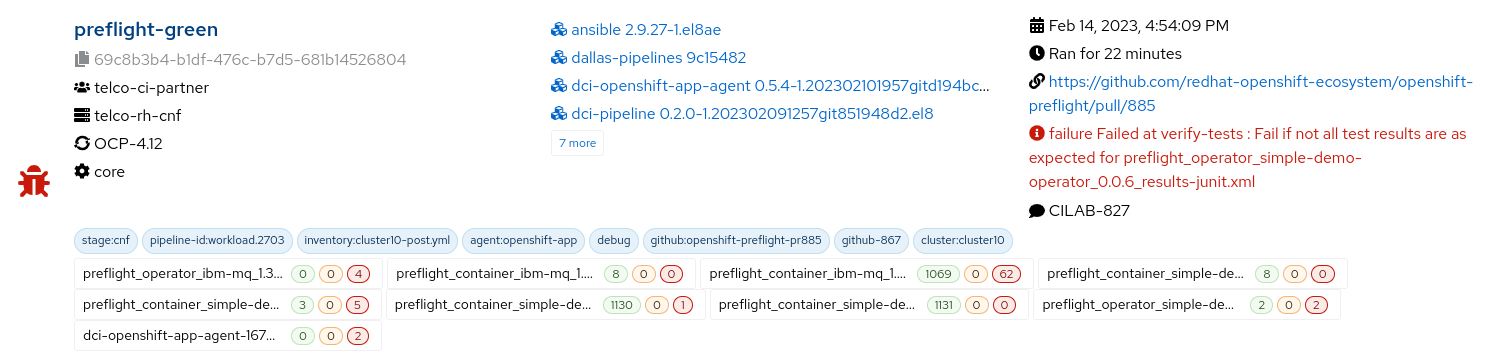 preflight-green
69c8b3b4-b1df-476c-b7d5-681b14526804
telco-ci-partner
telco-rh-cnf
OCP-4.12
core
ansible 2.9.27-1.el8ae
dallas-pipelines 9c15482
dci-openshift-app-agent 0.5.4-1.202302101957gitd194bc...
dci-pipeline 0.2.0-1.202302091257git851948d2.el8
7 more
Feb 14, 2023, 4:54:09 PM
Ran for 22 minutes
https://github.com/redhat-openshift-ecosystem/openshift-
preflight/pull/885
failure Failed at verify-tests : Fail if not all test results are as
expected for preflight_operator_simple-demo-
operator_0.0.6_results-junit.xml
CILAB-827
stage:cnf pipeline-id:workload.2703 inventory:cluster10-post.yml agent:openshift-app debug github:openshift-preflight-pr885 github-867 cluster:cluster10
preflight_operator_ibm-mq_1.3... 0 0 4 preflight_container_ibm-mq_1.... 8 0 0 preflight_container_ibm-mq_1.... 1069 0 62 preflight_container_simple-de... 8 0 0
preflight_container_simple-de... 3 0 5 preflight_container_simple-de... 1130 0 1 preflight_container_simple-de... 1131 0 0 preflight_operator_simple-de... 2 0 2
dci-openshift-app-agent-167... 0 0 2